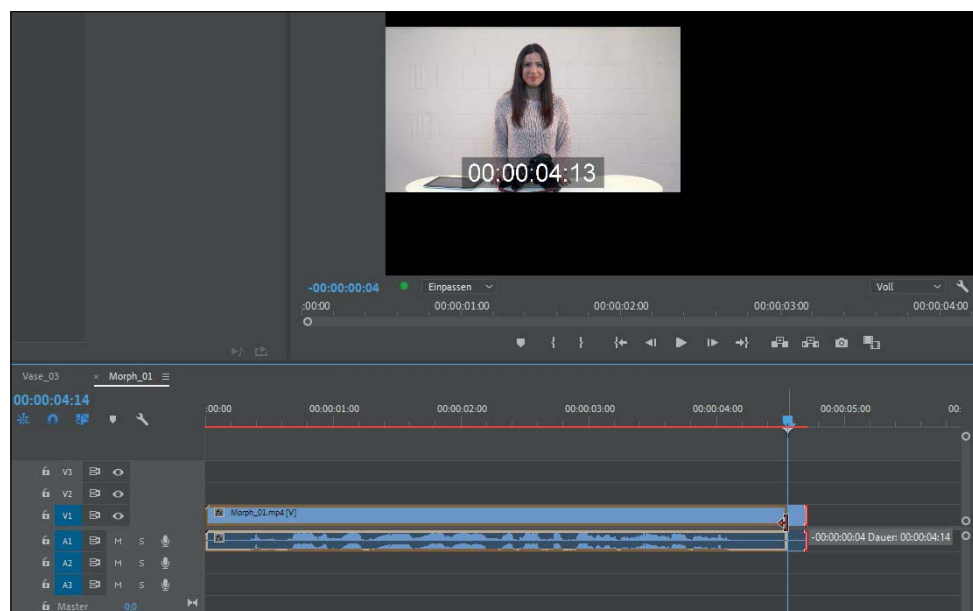 00:00:04:13
-00:00:00:04 Einpassen Voll
:00:00 00:00:01:00 00:00:02:00 00:00:03:00 00:00:04:00
Vase_03 × Morph_01
00:00:04:14
:00:00 00:00:01:00 00:00:02:00 00:00:03:00 00:00:04:00 00:00:05:00 00:
V3
V2
V1 fx Morph_01.mp4 [V]
A1 M S fx -00:00:00:04 Dauer: 00:00:04:14
A2 M S
A3 M S
Master 0,0